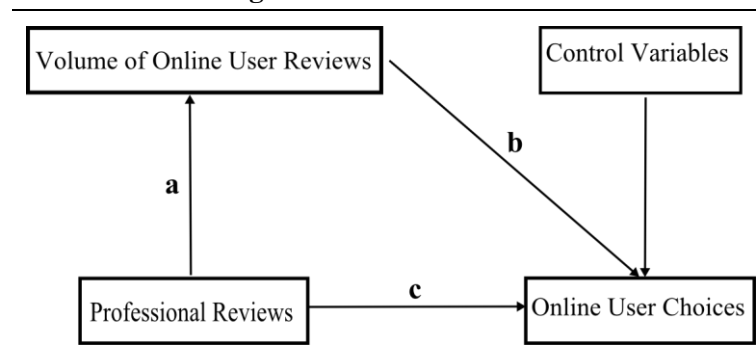 Volume of Online User Reviews
Control Variables
b
a
c
Professional Reviews
Online User Choices